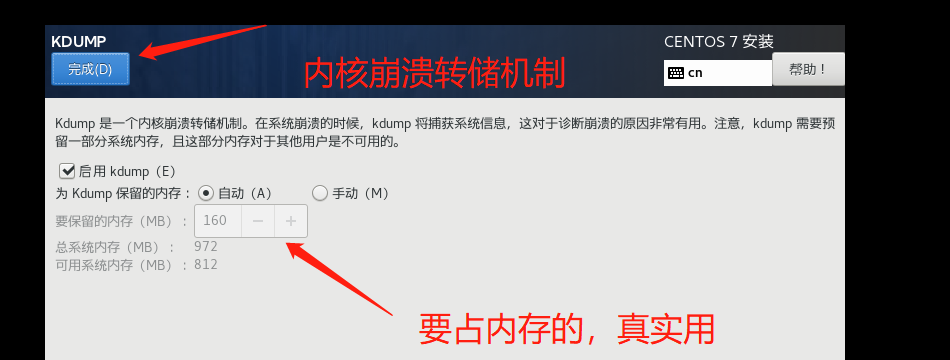 KDUMP
CENTOS 7 安装
完成(D)
内核崩溃转储机制
cn
帮助！
Kdump 是一个内核崩溃转储机制。在系统崩溃的时候，kdump 将捕获系统信息，这对于诊断崩溃的原因非常有用。注意，kdump 需要预
留一部分系统内存，且这部分内存对于其他用户是不可用的。
启用 kdump（E）
为 Kdump 保留的内存： 自动（A） 手动（M）
要保留的内存（MB）： 160 − +
总系统内存（MB）： 972
可用系统内存（MB）： 812
要占内存的，真实用